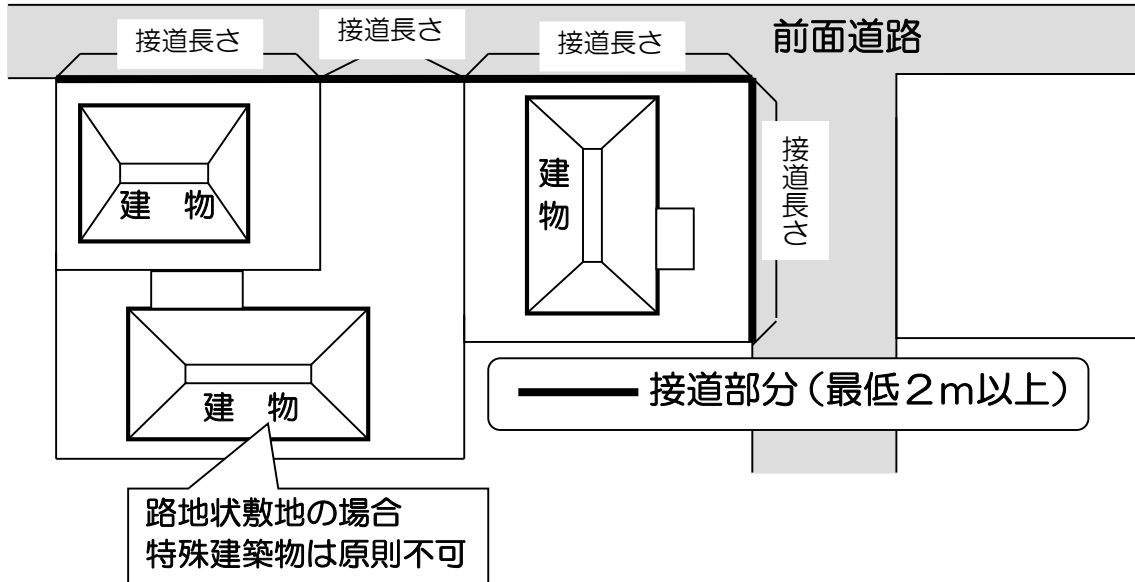 接道長さ
接道長さ
接道長さ
前面道路
接道長さ
建　物
建物
建　物
接道部分（最低２ｍ以上）
路地状敷地の場合
特殊建築物は原則不可